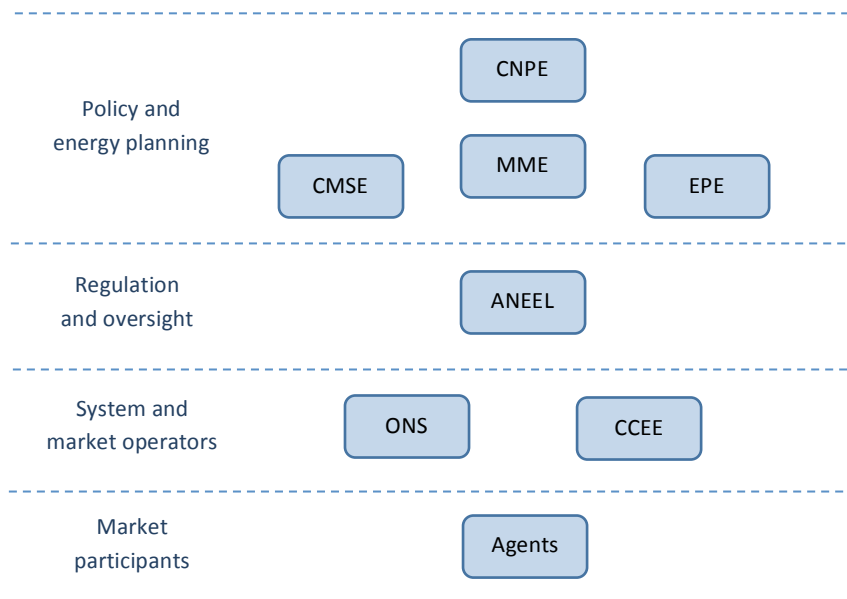 CNPE
Policy and
energy planning
MME
CMSE
EPE
Regulation
and oversight
ANEEL
System and
market operators
ONS
CCEE
Market
participants
Agents